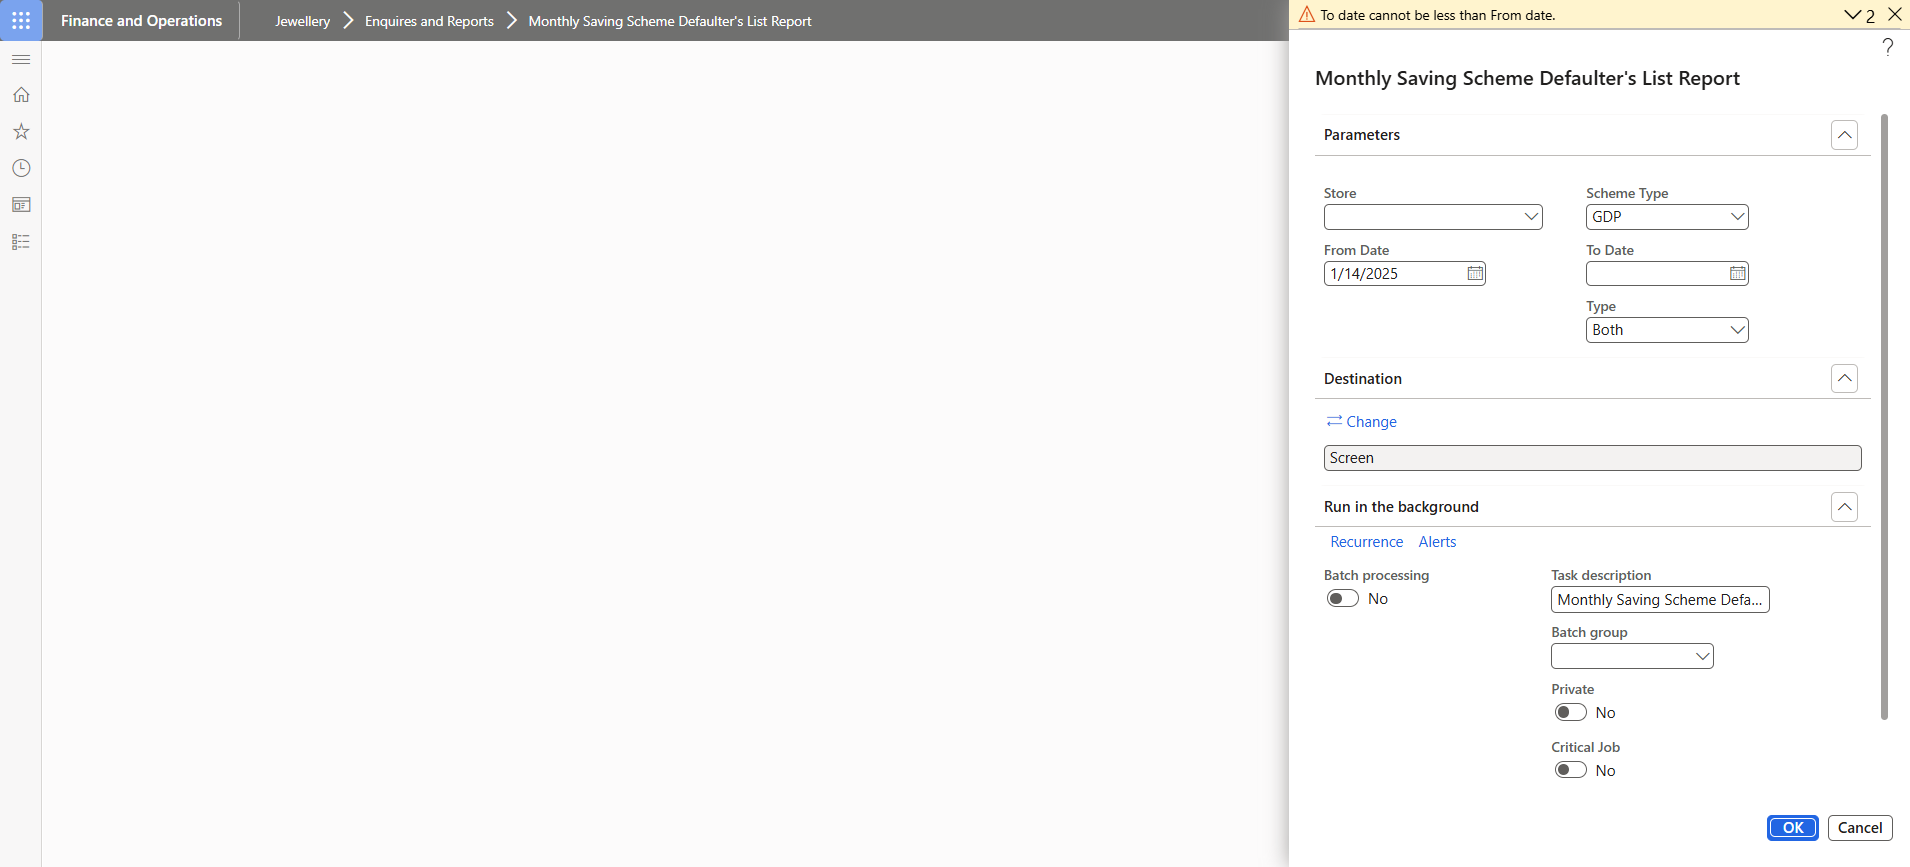 Finance and Operations
Jewellery > Enquires and Reports > Monthly Saving Scheme Defaulter's List Report
To date cannot be less than From date.
2
?
Monthly Saving Scheme Defaulter's List Report
Parameters
Store
Scheme Type
GDP
From Date
To Date
1/14/2025
Type
Both
Destination
Change
Screen
Run in the background
Recurrence Alerts
Batch processing
No
Task description
Monthly Saving Scheme Defa...
Batch group
Private
No
Critical Job
No
OK Cancel